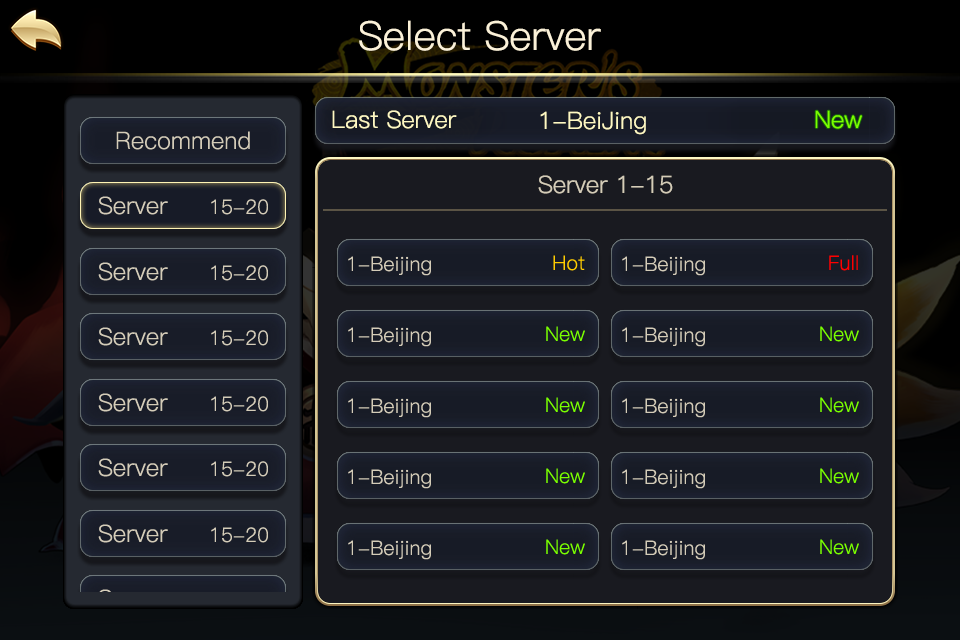 Select Server
MONSTER'S
Recommend
Server 15-20
Server 15-20
Server 15-20
Server 15-20
Server 15-20
Server 15-20
Last Server 1-BeiJing New
Server 1-15
1-Beijing Hot 1-Beijing Full
1-Beijing New 1-Beijing New
1-Beijing New 1-Beijing New
1-Beijing New 1-Beijing New
1-Beijing New 1-Beijing New